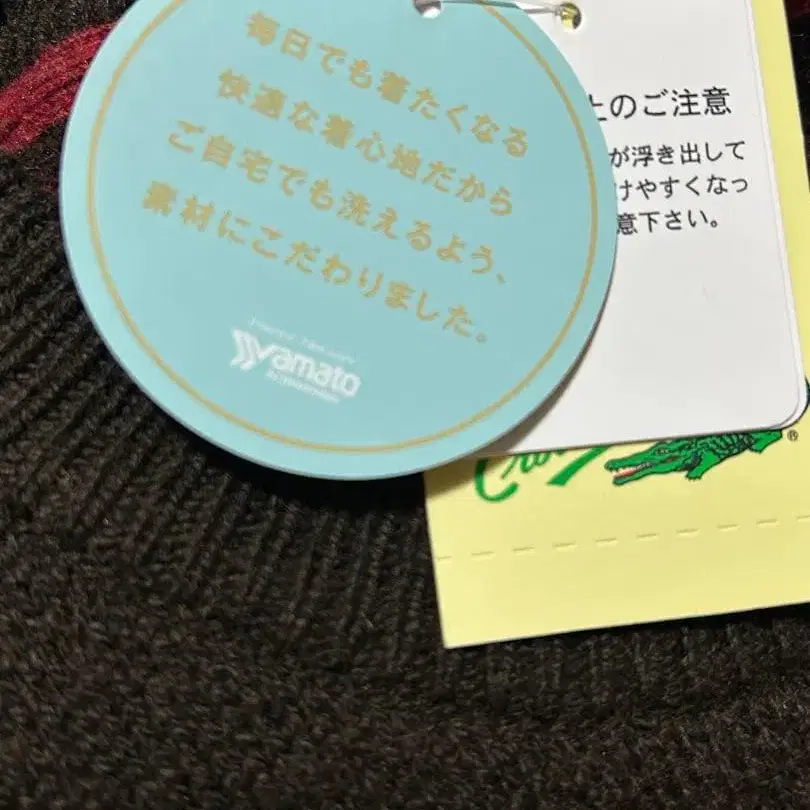 毎日でも着たくなる
快適な着心地だから
ご自宅でも洗えるよう、
素材にこだわりました。
Yamato
INTERNATIONAL
上のご注意
が浮き出して
けやすくなっ
意下さい。
Cro
®